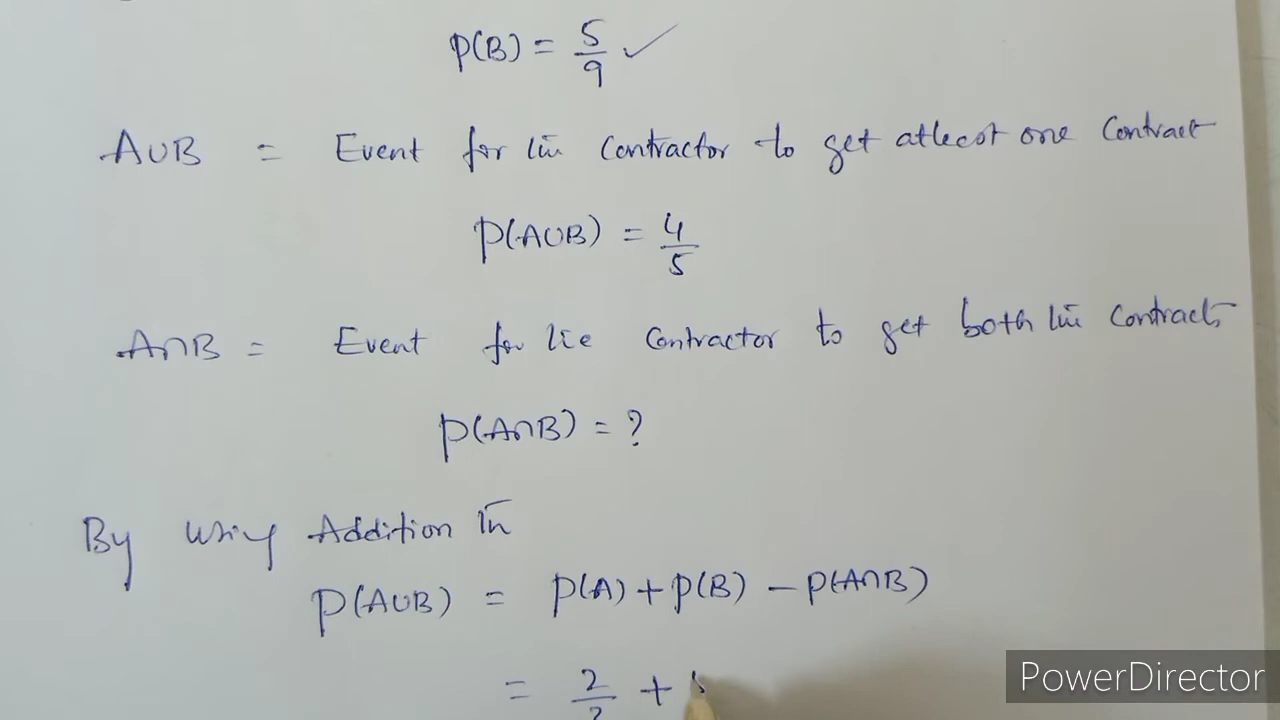 P(B) = 5/9 ✓
A∪B = Event for the Contractor to get atleast one Contract
P(A∪B) = 4/5
A∩B = Event for the Contractor to get both the Contracts
P(A∩B) = ?
By using Addition Th
P(A∪B) = P(A) + P(B) - P(A∩B)
= 2/ +
PowerDirector